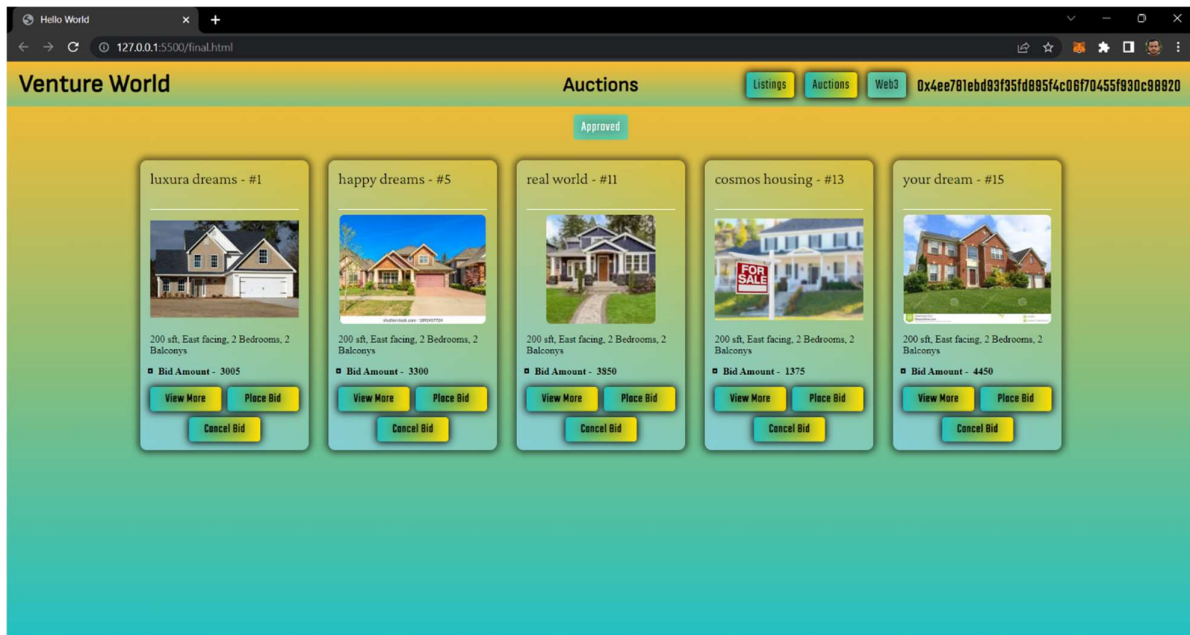 Hello World
127.0.0.1:5500/final.html
Venture World
Auctions
Listings
Auctions
Web3
0x4ee781ebd93f35fd895f4c06f70455f930c98920
Approved
luxura dreams - #1
happy dreams - #5
real world - #11
cosmos housing - #13
your dream - #15
FOR
SALE
200 sft, East facing, 2 Bedrooms, 2
Balconys
200 sft, East facing, 2 Bedrooms, 2
Balconys
200 sft, East facing, 2 Bedrooms, 2
Balconys
200 sft, East facing, 2 Bedrooms, 2
Balconys
200 sft, East facing, 2 Bedrooms, 2
Balconys
Bid Amount - 3005
Bid Amount - 3300
Bid Amount - 3850
Bid Amount - 1375
Bid Amount - 4450
View More
Place Bid
View More
Place Bid
View More
Place Bid
View More
Place Bid
View More
Place Bid
Cancel Bid
Cancel Bid
Cancel Bid
Cancel Bid
Cancel Bid